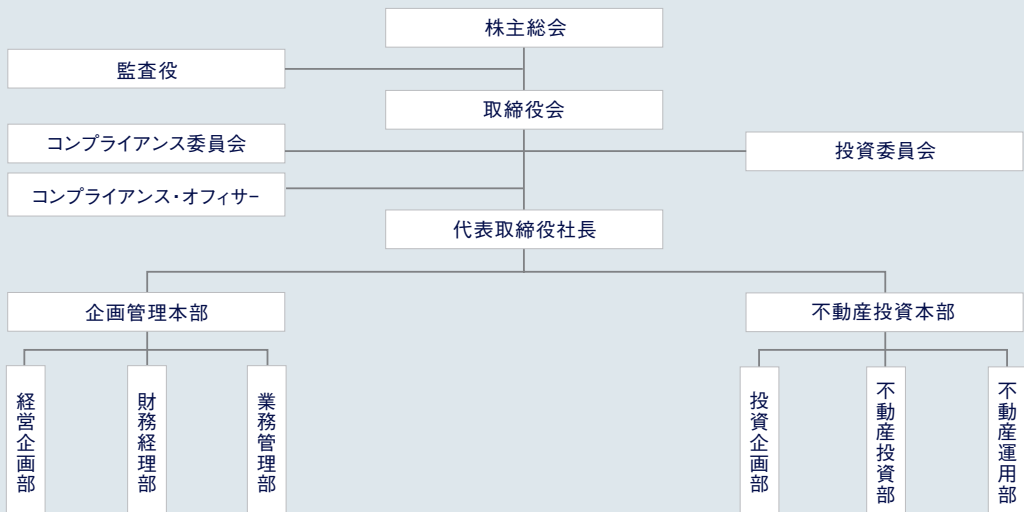 株主総会
監査役
取締役会
コンプライアンス委員会
投資委員会
コンプライアンス・オフィサー
代表取締役社長
企画管理本部
不動産投資本部
経営企画部
財務経理部
業務管理部
投資企画部
不動産投資部
不動産運用部